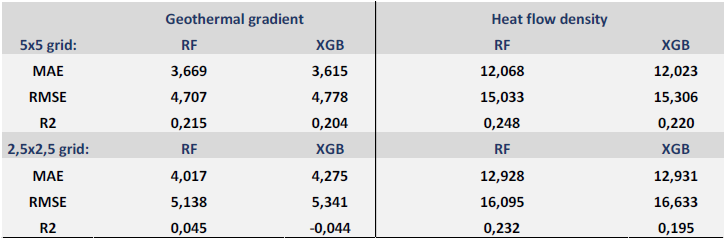 Geothermal gradient Heat flow density
5x5 grid: RF XGB RF XGB
MAE 3,669 3,615 12,068 12,023
RMSE 4,707 4,778 15,033 15,306
R2 0,215 0,204 0,248 0,220
2,5x2,5 grid: RF XGB RF XGB
MAE 4,017 4,275 12,928 12,931
RMSE 5,138 5,341 16,095 16,633
R2 0,045 -0,044 0,232 0,195